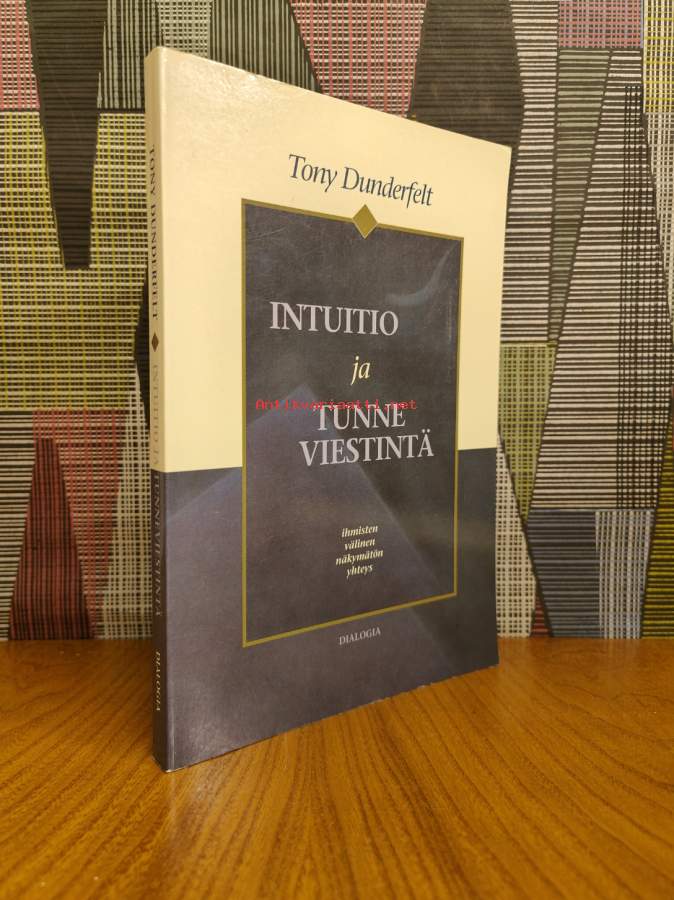 Tony Dunderfelt
INTUITIO
ja
Antikvariaatti.net
TUNNE
VIESTINTÄ
ihmisten
välinen
näkymätön
yhteys
DIALOGIA
TONY DUNDERFELT ◆ INTUITIO JA TUNNEVIESTINTÄ DIALOGIA